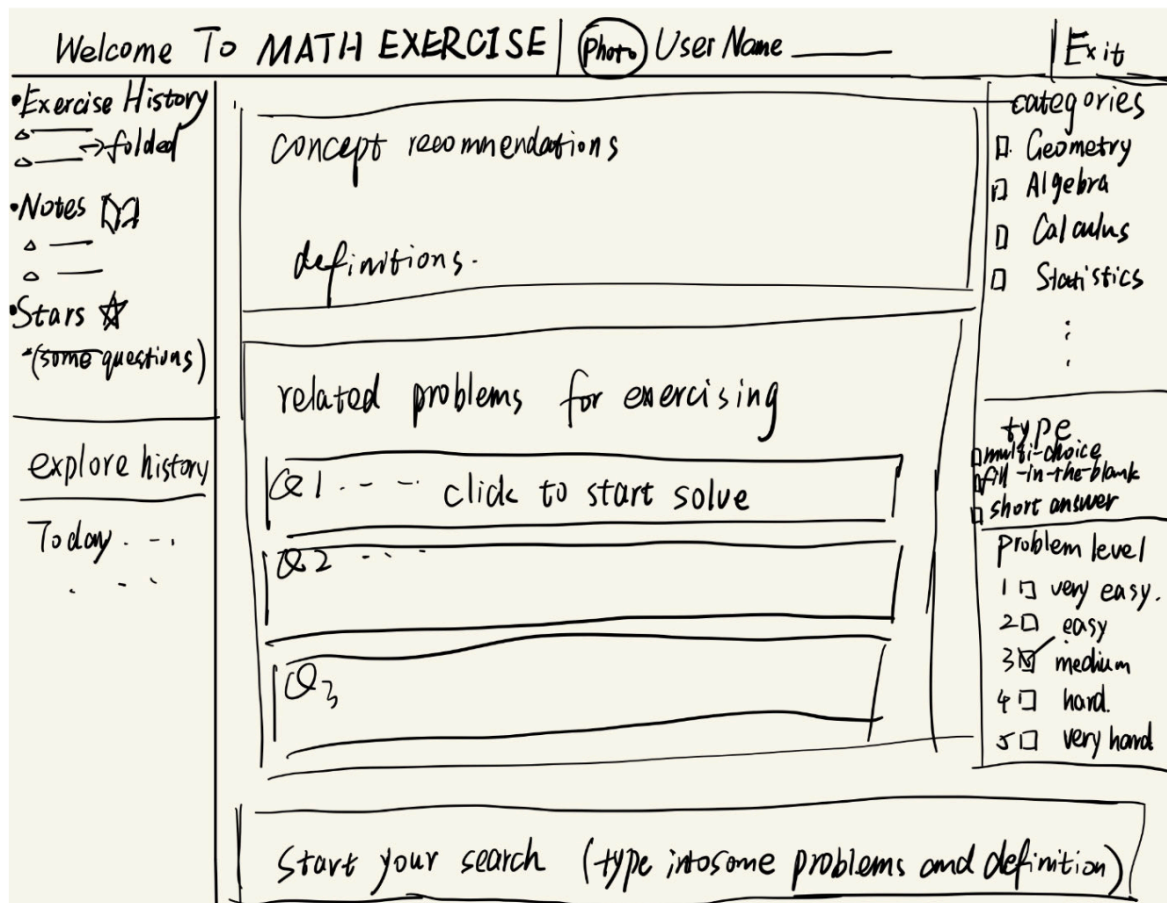 Welcome To MATH EXERCISE
Photo
User Name
Exit
•Exercise History
→folded
•Notes
•Stars
*(some questions)
explore history
Today . - .
concept recommendations
definitions.
related problems for exercising
Q1 . - - - click to start solve
Q2 - - -
Q3
Start your search (type into some problems and definition)
categories
Geometry
Algebra
Calculus
Statistics
type
multi-choice
fill-in-the-blank
short answer
problem level
1 very easy.
2 easy
3 medium
4 hard.
5 very hard